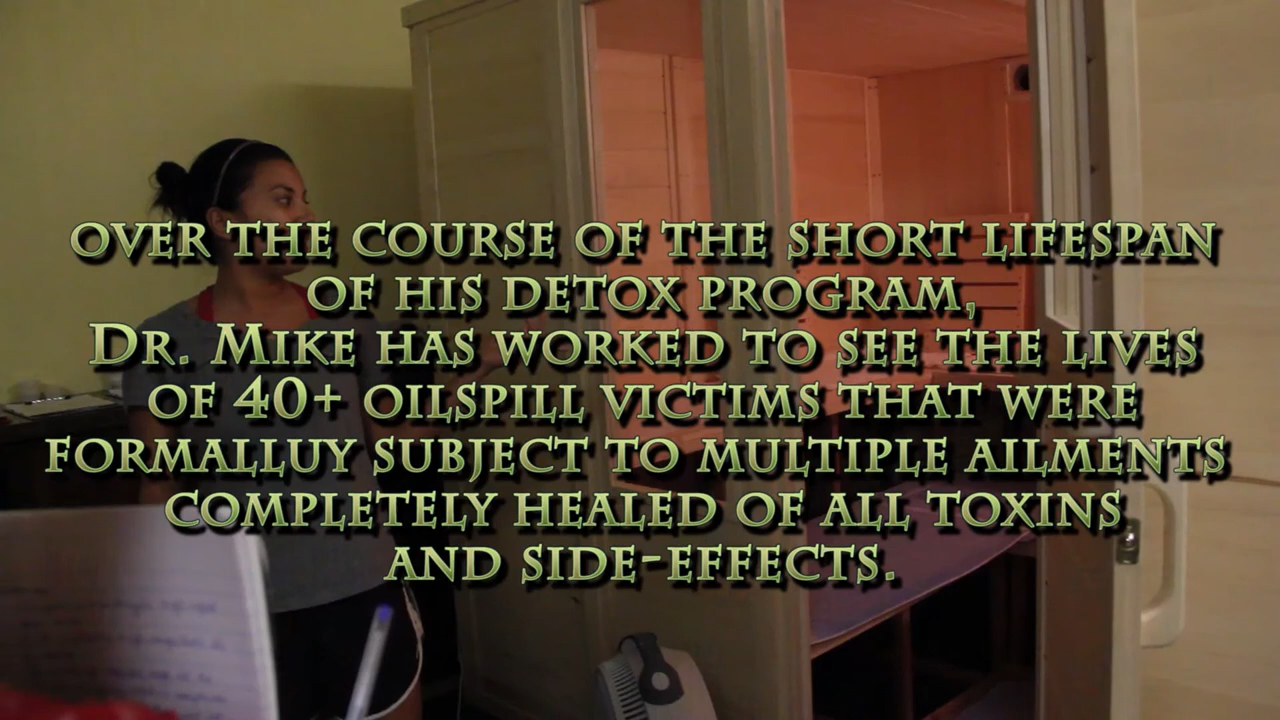 OVER THE COURSE OF THE SHORT LIFESPAN
OF HIS DETOX PROGRAM,
DR. MIKE HAS WORKED TO SEE THE LIVES
OF 40+ OILSPILL VICTIMS THAT WERE
FORMALLUY SUBJECT TO MULTIPLE AILMENTS
COMPLETELY HEALED OF ALL TOXINS
AND SIDE-EFFECTS.